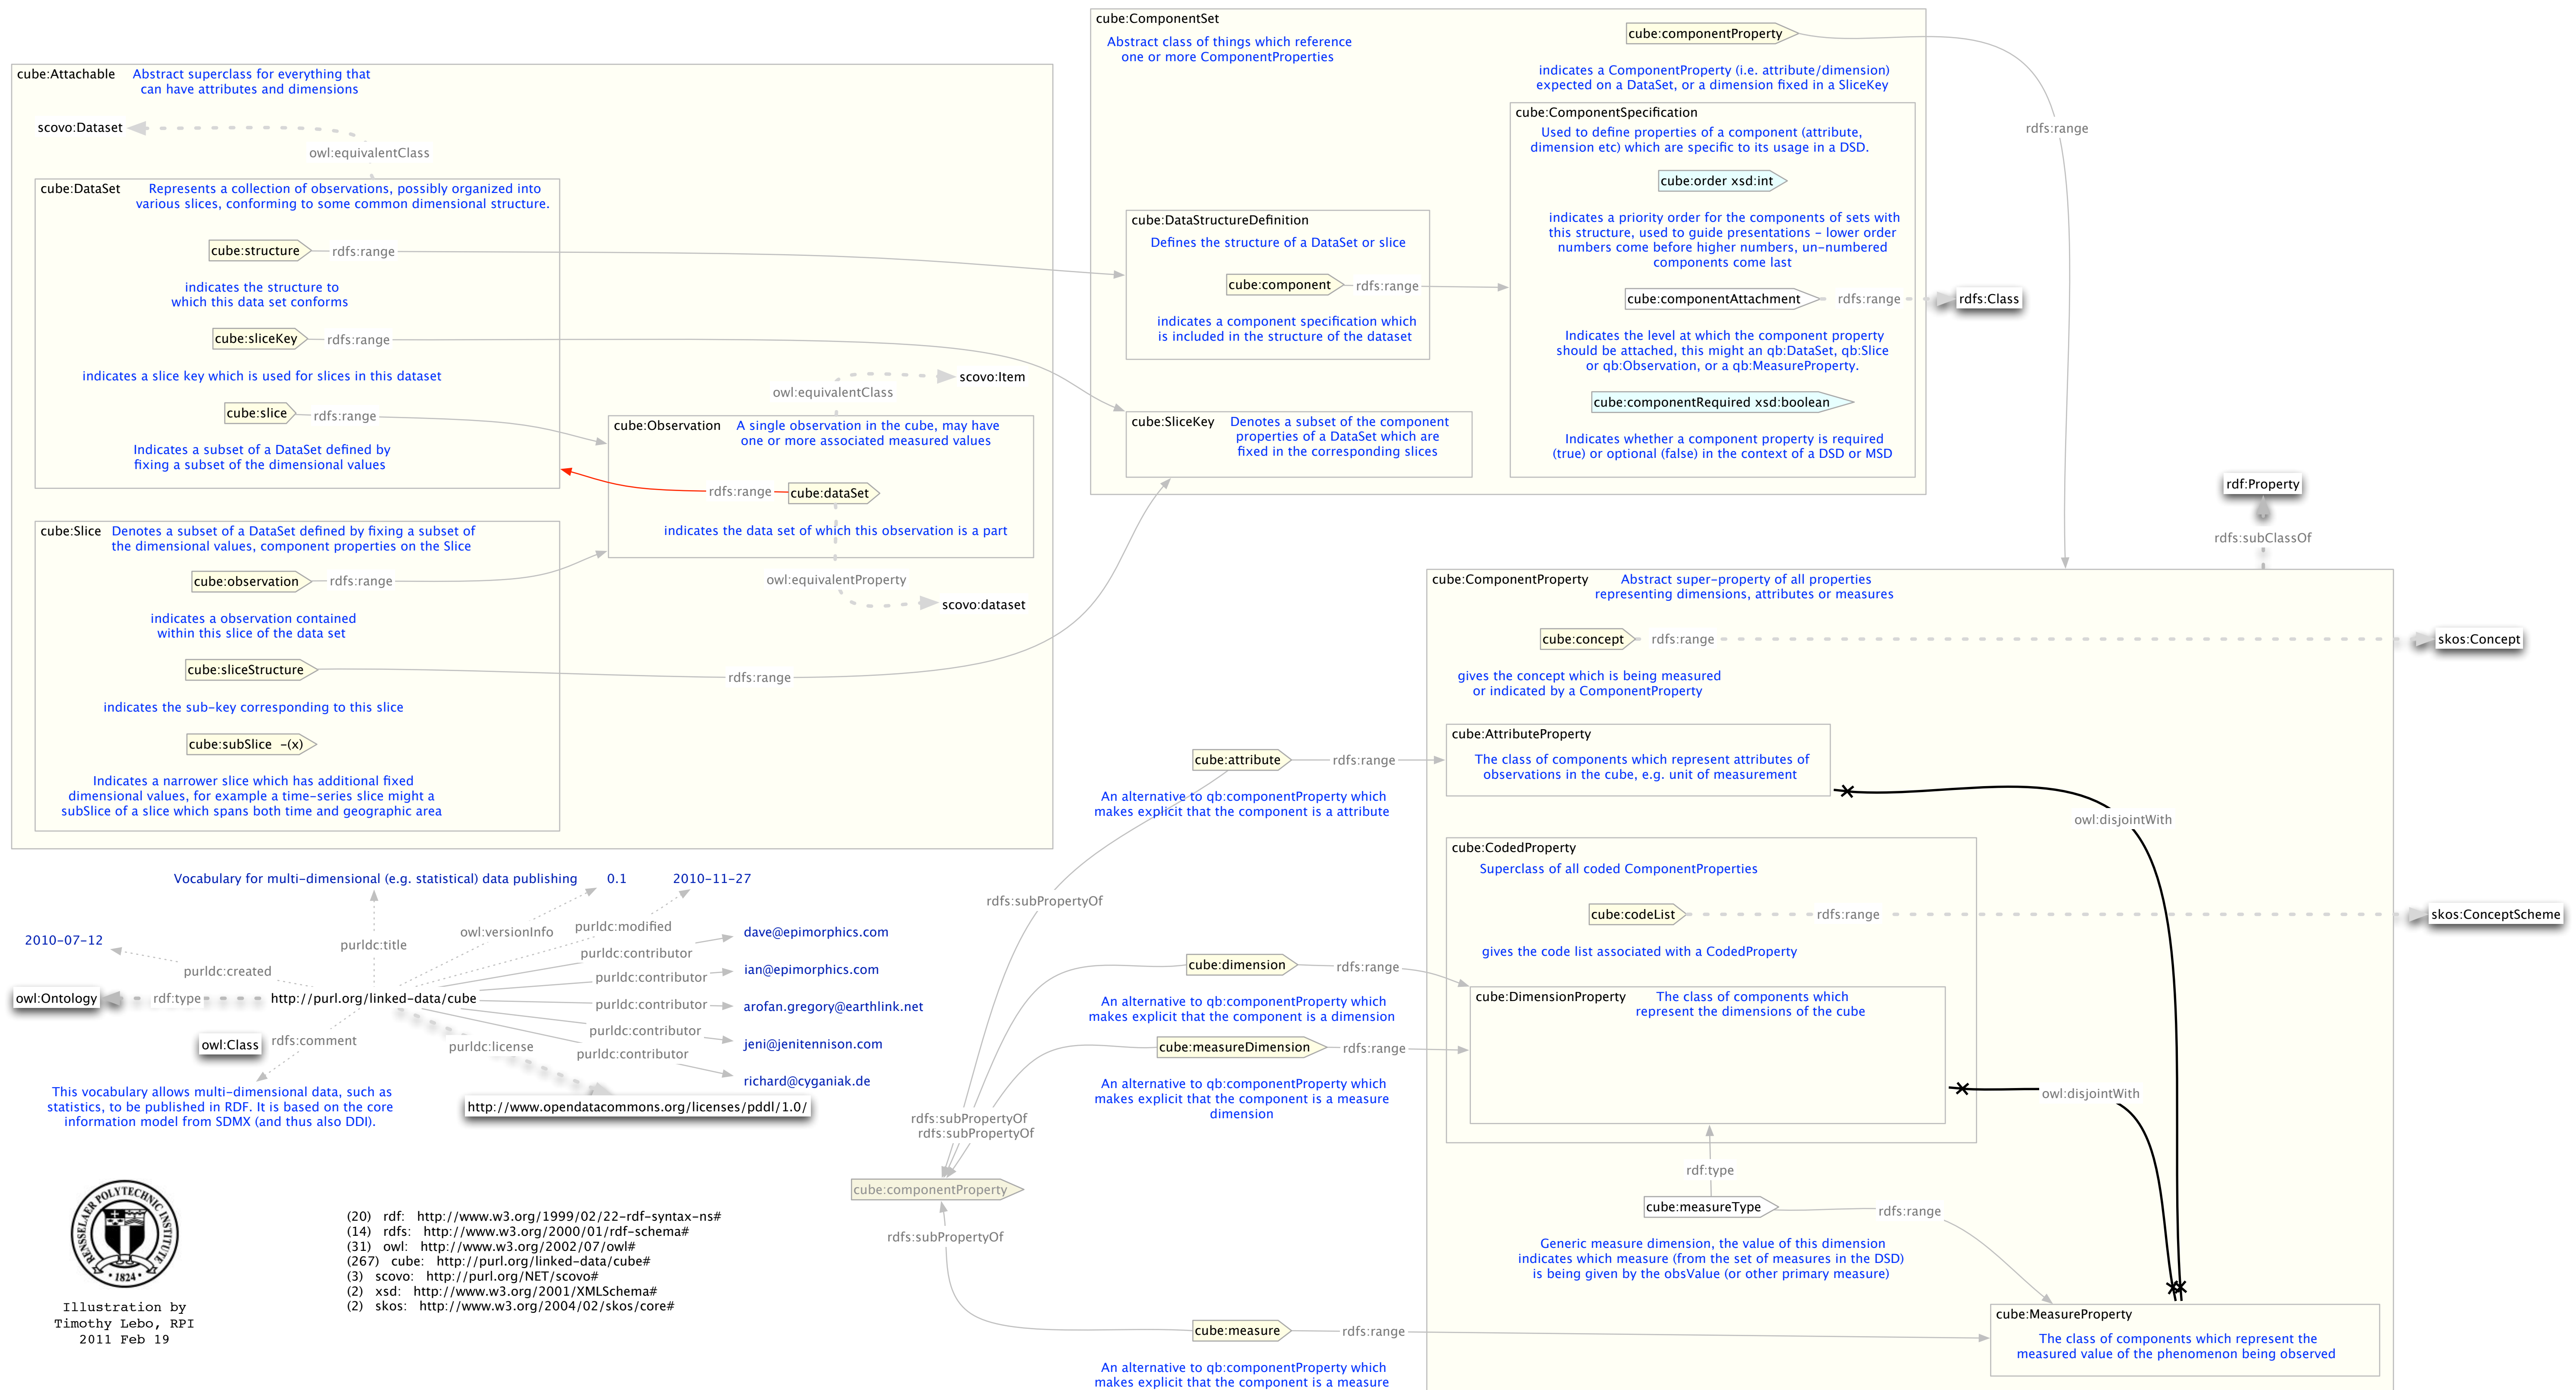 cube:ComponentSet
Abstract class of things which reference
one or more ComponentProperties
cube:componentProperty
indicates a ComponentProperty (i.e. attribute/dimension)
expected on a DataSet, or a dimension fixed in a SliceKey
rdfs:range
cube:ComponentSpecification
Used to define properties of a component (attribute,
dimension etc) which are specific to its usage in a DSD.
cube:order xsd:int
indicates a priority order for the components of sets with
this structure, used to guide presentations - lower order
numbers come before higher numbers, un-numbered
components come last
cube:componentAttachment
rdfs:range
rdfs:Class
Indicates the level at which the component property
should be attached, this might an qb:DataSet, qb:Slice
or qb:Observation, or a qb:MeasureProperty.
cube:componentRequired xsd:boolean
Indicates whether a component property is required
(true) or optional (false) in the context of a DSD or MSD
cube:DataStructureDefinition
Defines the structure of a DataSet or slice
cube:component
rdfs:range
indicates a component specification which
is included in the structure of the dataset
cube:SliceKey
Denotes a subset of the component
properties of a DataSet which are
fixed in the corresponding slices
cube:Attachable
Abstract superclass for everything that
can have attributes and dimensions
scovo:Dataset
owl:equivalentClass
cube:DataSet
Represents a collection of observations, possibly organized into
various slices, conforming to some common dimensional structure.
cube:structure
rdfs:range
indicates the structure to
which this data set conforms
cube:sliceKey
rdfs:range
indicates a slice key which is used for slices in this dataset
cube:slice
rdfs:range
Indicates a subset of a DataSet defined by
fixing a subset of the dimensional values
owl:equivalentClass
scovo:Item
cube:Observation
A single observation in the cube, may have
one or more associated measured values
rdfs:range
cube:dataSet
indicates the data set of which this observation is a part
owl:equivalentProperty
scovo:dataset
cube:Slice
Denotes a subset of a DataSet defined by fixing a subset of
the dimensional values, component properties on the Slice
cube:observation
rdfs:range
indicates a observation contained
within this slice of the data set
cube:sliceStructure
rdfs:range
indicates the sub-key corresponding to this slice
cube:subSlice -(x)
Indicates a narrower slice which has additional fixed
dimensional values, for example a time-series slice might a
subSlice of a slice which spans both time and geographic area
rdf:Property
rdfs:subClassOf
cube:ComponentProperty
Abstract super-property of all properties
representing dimensions, attributes or measures
cube:concept
rdfs:range
skos:Concept
gives the concept which is being measured
or indicated by a ComponentProperty
cube:AttributeProperty
The class of components which represent attributes of
observations in the cube, e.g. unit of measurement
owl:disjointWith
cube:CodedProperty
Superclass of all coded ComponentProperties
cube:codeList
rdfs:range
skos:ConceptScheme
gives the code list associated with a CodedProperty
cube:DimensionProperty
The class of components which
represent the dimensions of the cube
owl:disjointWith
rdf:type
cube:measureType
rdfs:range
Generic measure dimension, the value of this dimension
indicates which measure (from the set of measures in the DSD)
is being given by the obsValue (or other primary measure)
cube:MeasureProperty
The class of components which represent the
measured value of the phenomenon being observed
cube:attribute
rdfs:range
An alternative to qb:componentProperty which
makes explicit that the component is a attribute
rdfs:subPropertyOf
cube:dimension
rdfs:range
An alternative to qb:componentProperty which
makes explicit that the component is a dimension
cube:measureDimension
rdfs:range
An alternative to qb:componentProperty which
makes explicit that the component is a measure
dimension
rdfs:subPropertyOf
rdfs:subPropertyOf
cube:componentProperty
rdfs:subPropertyOf
cube:measure
rdfs:range
An alternative to qb:componentProperty which
makes explicit that the component is a measure
Vocabulary for multi-dimensional (e.g. statistical) data publishing
0.1
2010-11-27
2010-07-12
purldc:created
purldc:title
owl:versionInfo
purldc:modified
purldc:contributor
dave@epimorphics.com
purldc:contributor
ian@epimorphics.com
purldc:contributor
arofan.gregory@earthlink.net
purldc:contributor
jeni@jenitennison.com
purldc:contributor
richard@cyganiak.de
owl:Ontology
rdf:type
http://purl.org/linked-data/cube
owl:Class
rdfs:comment
purldc:license
http://www.opendatacommons.org/licenses/pddl/1.0/
This vocabulary allows multi-dimensional data, such as
statistics, to be published in RDF. It is based on the core
information model from SDMX (and thus also DDI).
RENSSELAER POLYTECHNIC INSTITUTE
1824
Illustration by
Timothy Lebo, RPI
2011 Feb 19
(20) rdf: http://www.w3.org/1999/02/22-rdf-syntax-ns#
(14) rdfs: http://www.w3.org/2000/01/rdf-schema#
(31) owl: http://www.w3.org/2002/07/owl#
(267) cube: http://purl.org/linked-data/cube#
(3) scovo: http://purl.org/NET/scovo#
(2) xsd: http://www.w3.org/2001/XMLSchema#
(2) skos: http://www.w3.org/2004/02/skos/core#